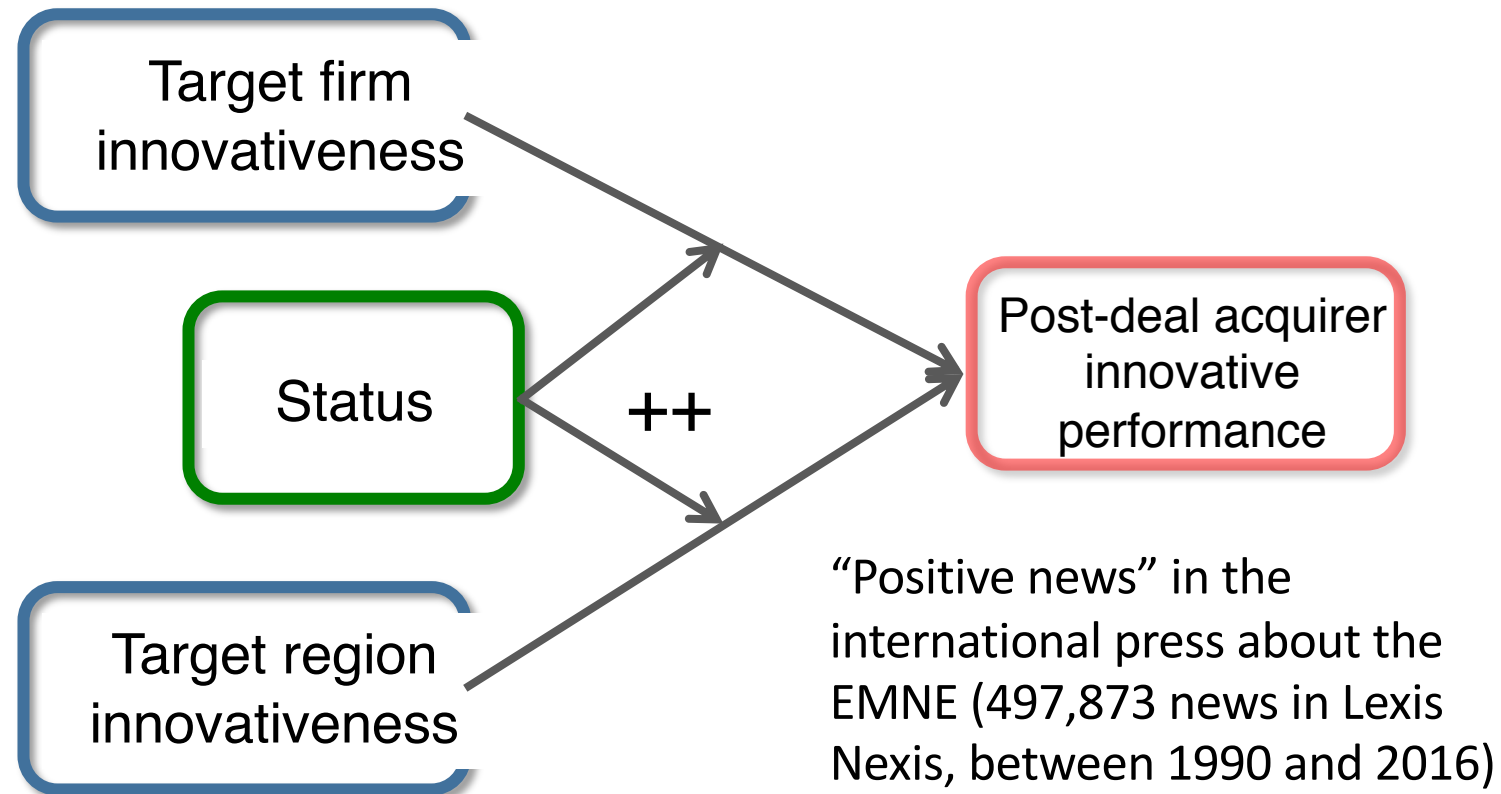 Target firm
innovativeness
Status
++
Post-deal acquirer
innovative
performance
Target region
innovativeness
“Positive news” in the
international press about the
EMNE (497,873 news in Lexis
Nexis, between 1990 and 2016)